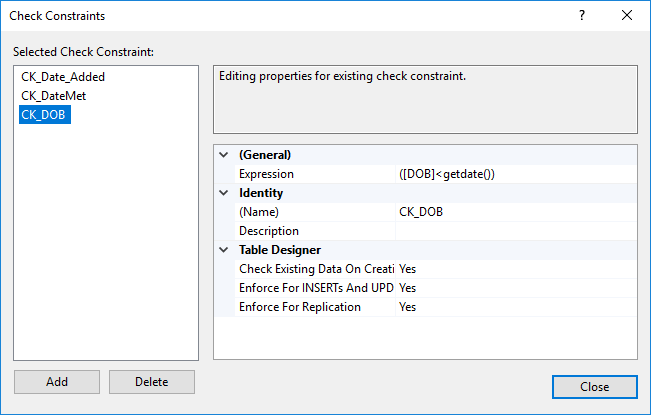 Check Constraints
?
Selected Check Constraint:
CK_Date_Added
CK_DateMet
CK_DOB
Editing properties for existing check constraint.
(General)
Expression ([DOB]<getdate())
Identity
(Name) CK_DOB
Description
Table Designer
Check Existing Data On Creati Yes
Enforce For INSERTs And UPD Yes
Enforce For Replication Yes
Add Delete
Close